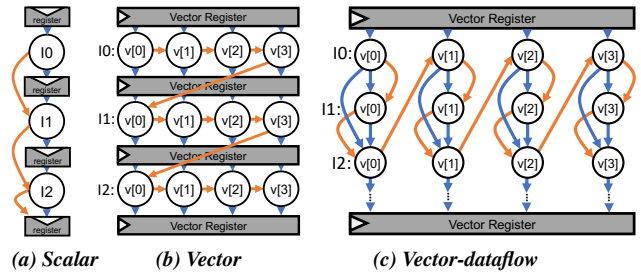 register
I0
register
I1
register
I2
register
(a) Scalar
Vector Register
I0: v[0] v[1] v[2] v[3]
Vector Register
I1: v[0] v[1] v[2] v[3]
Vector Register
I2: v[0] v[1] v[2] v[3]
Vector Register
(b) Vector
Vector Register
I0: v[0] v[1] v[2] v[3]
I1: v[0] v[1] v[2] v[3]
I2: v[0] v[1] v[2] v[3]
Vector Register
(c) Vector-dataflow